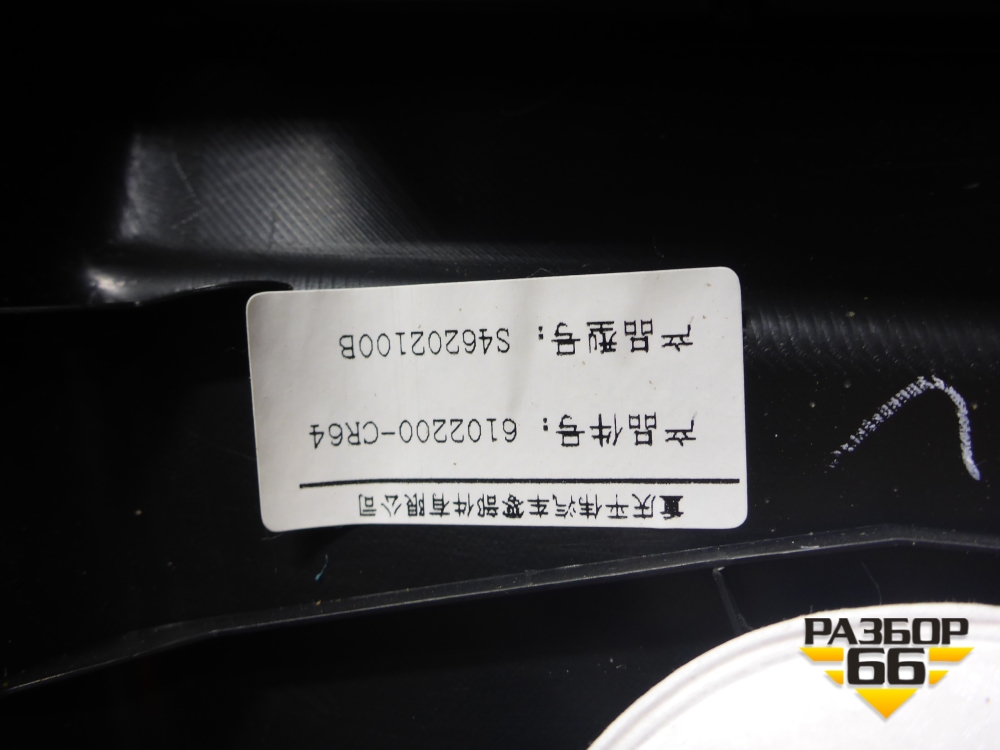 重庆平伟汽车零部件有限公司
产品件号：6102200-CR64
产品型号：S46202100B
РАЗБОР
66